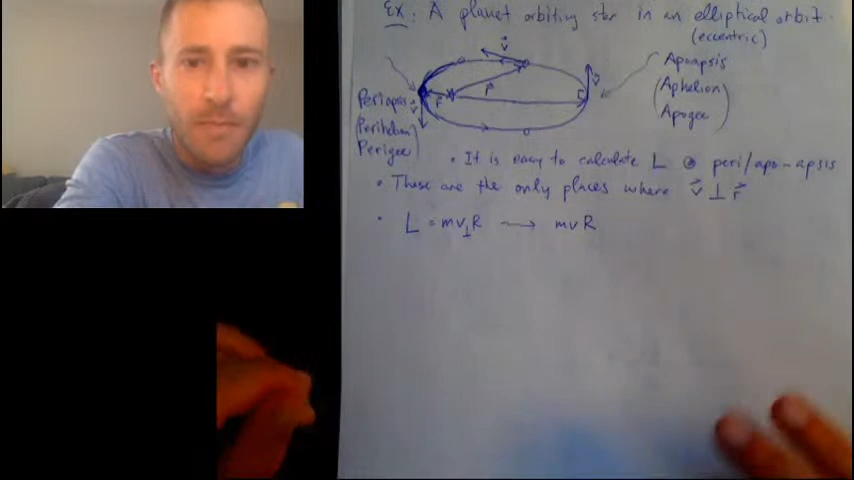 Ex: A planet orbiting star in an elliptical orbit.
(eccentric)
v
Apoapsis
(Aphelion
Apogee)
v
r
r
v
Periapsis
(Perihelion
Perigee)
• It is easy to calculate L @ peri/apo-apsis
• These are the only places where v ⊥ r
• L = mv⊥R → mvR